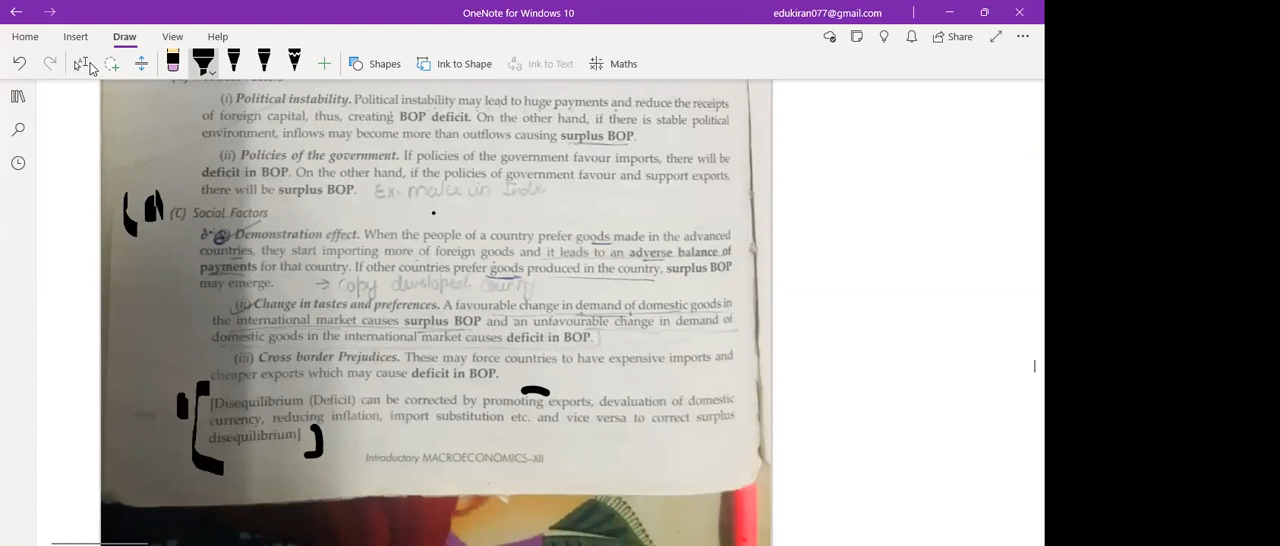 OneNote for Windows 10
edukiran077@gmail.com
Home Insert Draw View Help
Share
Shapes Ink to Shape Ink to Text Maths
(i) Political instability. Political instability may lead to huge payments and reduce the receipts
of foreign capital, thus, creating BOP deficit. On the other hand, if there is stable political
environment, inflows may become more than outflows causing surplus BOP.
(ii) Policies of the government. If policies of the government favour imports, there will be
deficit in BOP. On the other hand, if the policies of government favour and support exports,
there will be surplus BOP. Ex. make in India
(C) Social Factors
Demonstration effect. When the people of a country prefer goods made in the advanced
countries, they start importing more of foreign goods and it leads to an adverse balance of
payments for that country. If other countries prefer goods produced in the country, surplus BOP
may emerge. → copy developed country
(ii) Change in tastes and preferences. A favourable change in demand of domestic goods in
the international market causes surplus BOP and an unfavourable change in demand of
domestic goods in the international market causes deficit in BOP.
(iii) Cross border Prejudices. These may force countries to have expensive imports and
cheaper exports which may cause deficit in BOP.
[Disequilibrium (Deficit) can be corrected by promoting exports, devaluation of domestic
currency, reducing inflation, import substitution etc. and vice versa to correct surplus
disequilibrium]
Introductory MACROECONOMICS-XII